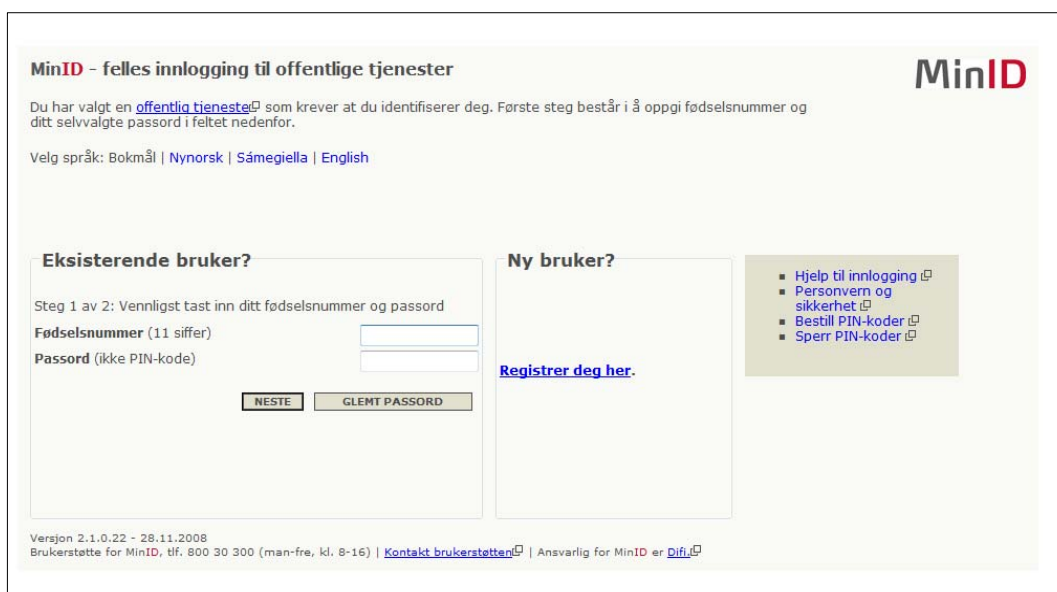 MinID - felles innlogging til offentlige tjenester
MinID
Du har valgt en offentlig tjeneste som krever at du identifiserer deg. Første steg består i å oppgi fødselsnummer og
ditt selvvalgte passord i feltet nedenfor.
Velg språk: Bokmål | Nynorsk | Sámegiella | English
Eksisterende bruker?
Steg 1 av 2: Vennligst tast inn ditt fødselsnummer og passord
Fødselsnummer (11 siffer)
Passord (ikke PIN-kode)
NESTE GLEMT PASSORD
Ny bruker?
Registrer deg her.
Hjelp til innlogging
Personvern og
sikkerhet
Bestill PIN-koder
Sperr PIN-koder
Versjon 2.1.0.22 - 28.11.2008
Brukerstøtte for MinID, tlf. 800 30 300 (man-fre, kl. 8-16) | Kontakt brukerstøtten | Ansvarlig for MinID er Difi.